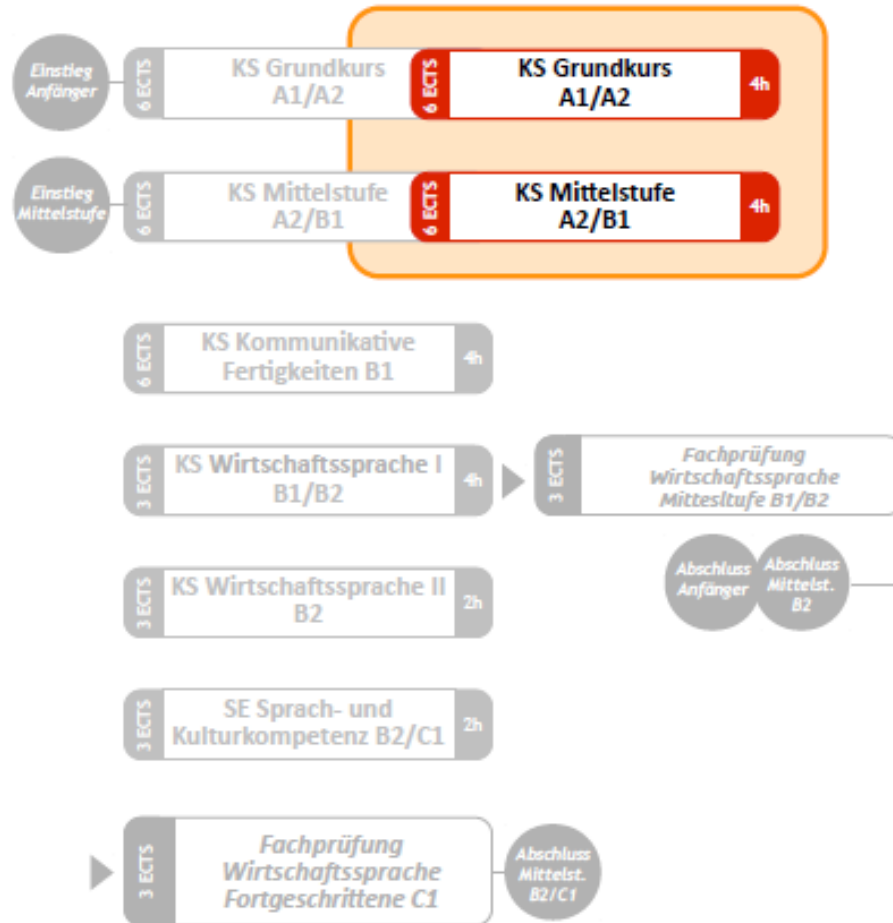 Einstieg
Anfänger
6 ECTS
KS Grundkurs
A1/A2
6 ECTS
KS Grundkurs
A1/A2
4h
Einstieg
Mittelstufe
6 ECTS
KS Mittelstufe
A2/B1
6 ECTS
KS Mittelstufe
A2/B1
4h
6 ECTS
KS Kommunikative
Fertigkeiten B1
4h
3 ECTS
KS Wirtschaftssprache I
B1/B2
4h
3 ECTS
Fachprüfung
Wirtschaftssprache
Mittesltufe B1/B2
Abschluss
Anfänger
Abschluss
Mittelst.
B2
3 ECTS
KS Wirtschaftssprache II
B2
2h
3 ECTS
SE Sprach- und
Kulturkompetenz B2/C1
2h
3 ECTS
Fachprüfung
Wirtschaftssprache
Fortgeschrittene C1
Abschluss
Mittelst.
B2/C1